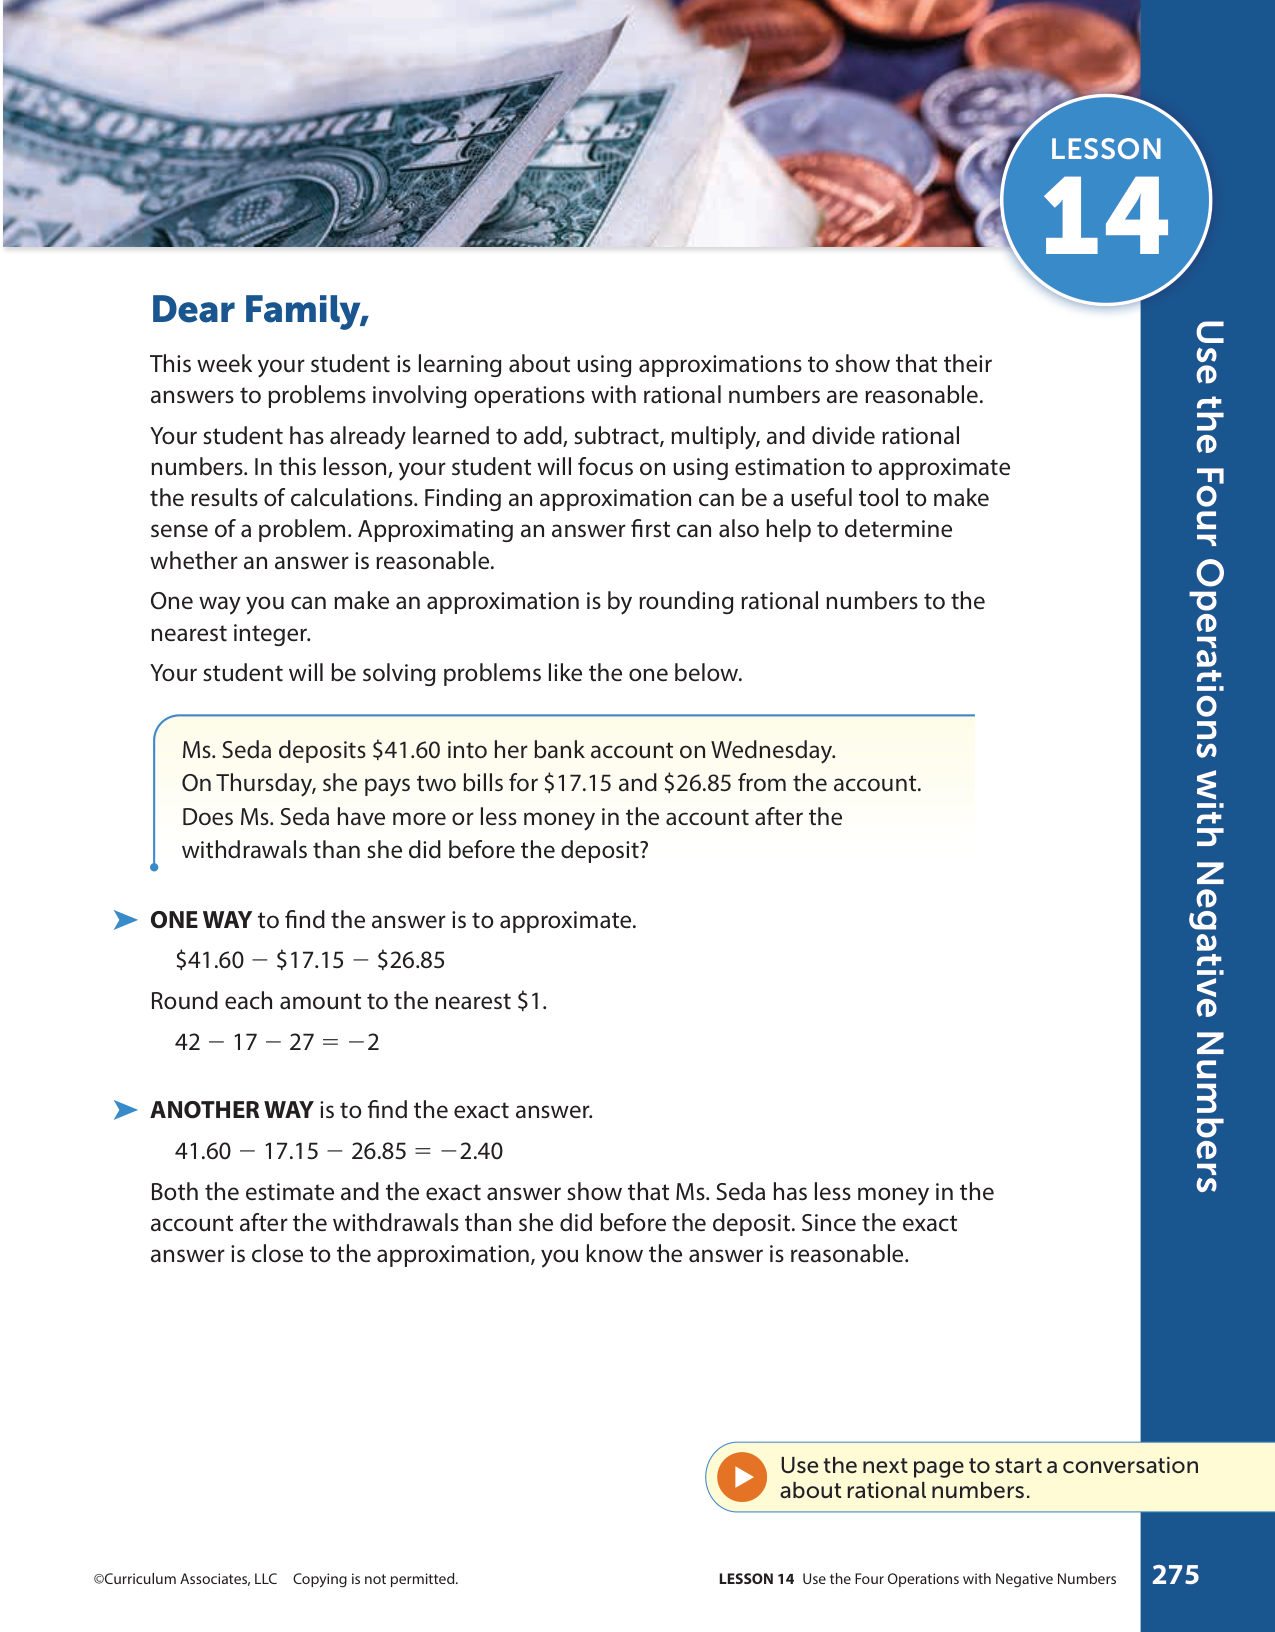 ES OF AMERICA
ONE
1
ONE
1
LESSON
14
Use the Four Operations with Negative Numbers
Dear Family,
This week your student is learning about using approximations to show that their
answers to problems involving operations with rational numbers are reasonable.
Your student has already learned to add, subtract, multiply, and divide rational
numbers. In this lesson, your student will focus on using estimation to approximate
the results of calculations. Finding an approximation can be a useful tool to make
sense of a problem. Approximating an answer first can also help to determine
whether an answer is reasonable.
One way you can make an approximation is by rounding rational numbers to the
nearest integer.
Your student will be solving problems like the one below.
Ms. Seda deposits $41.60 into her bank account on Wednesday.
On Thursday, she pays two bills for $17.15 and $26.85 from the account.
Does Ms. Seda have more or less money in the account after the
withdrawals than she did before the deposit?
➤ ONE WAY to find the answer is to approximate.
$41.60 − $17.15 − $26.85
Round each amount to the nearest $1.
42 − 17 − 27 = −2
➤ ANOTHER WAY is to find the exact answer.
41.60 − 17.15 − 26.85 = −2.40
Both the estimate and the exact answer show that Ms. Seda has less money in the
account after the withdrawals than she did before the deposit. Since the exact
answer is close to the approximation, you know the answer is reasonable.
Use the next page to start a conversation
about rational numbers.
©Curriculum Associates, LLC Copying is not permitted.
LESSON 14 Use the Four Operations with Negative Numbers
275